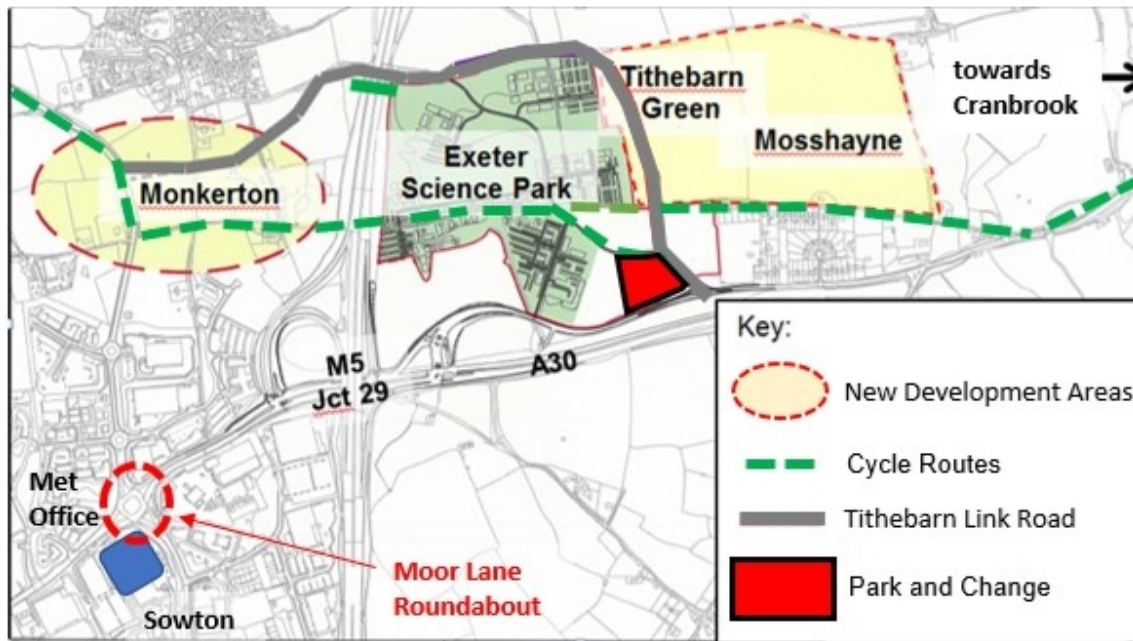 towards
Cranbrook
Tithebarn
Green
Mosshayne
Exeter
Science Park
Monkerton
M5
Jct 29
A30
Met
Office
Moor Lane
Roundabout
Sowton
Key:
New Development Areas
Cycle Routes
Tithebarn Link Road
Park and Change